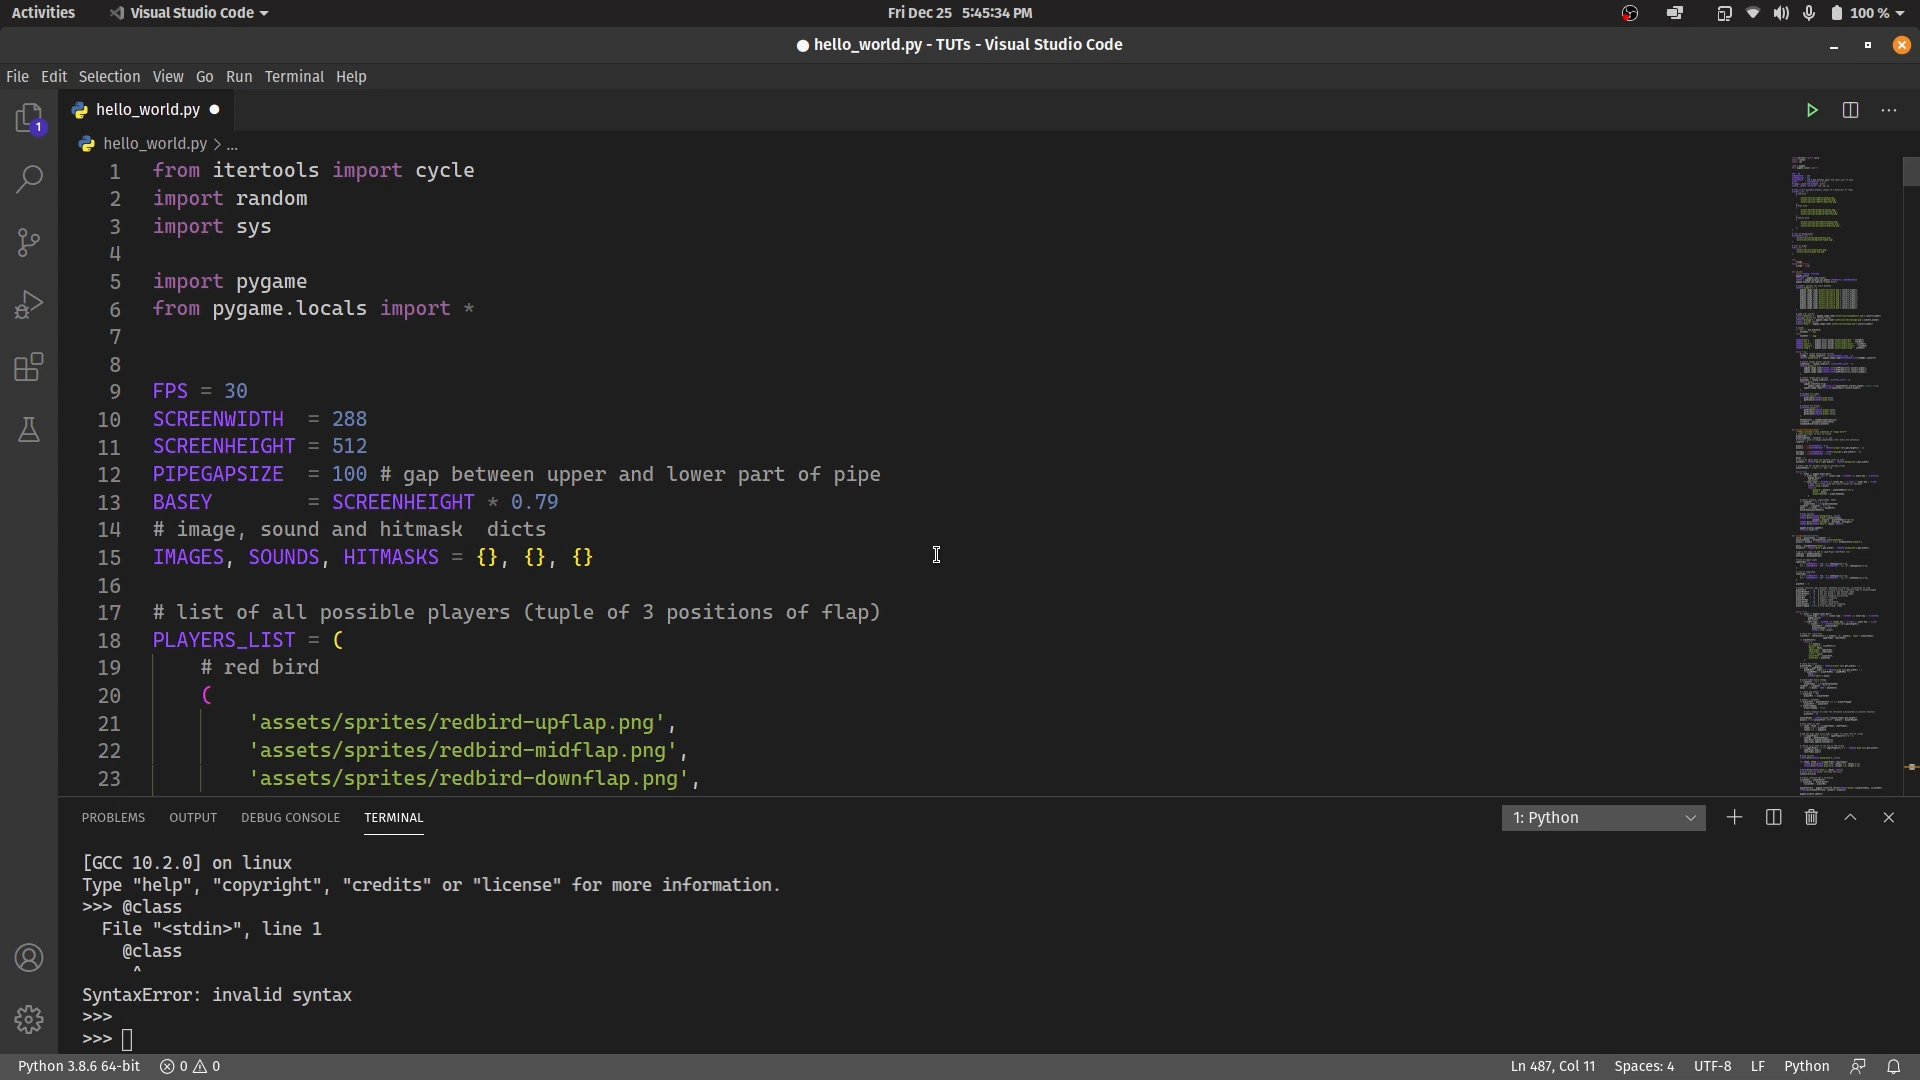 Activities Visual Studio Code Fri Dec 25 5:45:34 PM 100 %
hello_world.py - TUTs - Visual Studio Code
File Edit Selection View Go Run Terminal Help
1
hello_world.py
hello_world.py > ...
1 from itertools import cycle
2 import random
3 import sys
4
5 import pygame
6 from pygame.locals import *
7
8
9 FPS = 30
10 SCREENWIDTH  = 288
11 SCREENHEIGHT = 512
12 PIPEGAPSIZE  = 100 # gap between upper and lower part of pipe
13 BASEY        = SCREENHEIGHT * 0.79
14 # image, sound and hitmask  dicts
15 IMAGES, SOUNDS, HITMASKS = {}, {}, {}
16
17 # list of all possible players (tuple of 3 positions of flap)
18 PLAYERS_LIST = (
19     # red bird
20     (
21         'assets/sprites/redbird-upflap.png',
22         'assets/sprites/redbird-midflap.png',
23         'assets/sprites/redbird-downflap.png',
PROBLEMS OUTPUT DEBUG CONSOLE TERMINAL 1: Python
[GCC 10.2.0] on linux
Type "help", "copyright", "credits" or "license" for more information.
>>> @class
  File "<stdin>", line 1
    @class
     ^
SyntaxError: invalid syntax
>>>
>>>
Python 3.8.6 64-bit 0 0 Ln 487, Col 11 Spaces: 4 UTF-8 LF Python